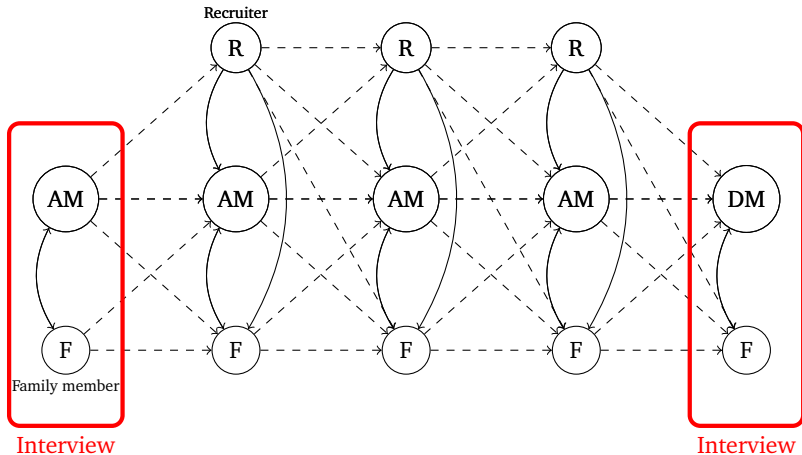 Recruiter
R R R
AM AM AM AM DM
F F F F F
Family member
Interview Interview